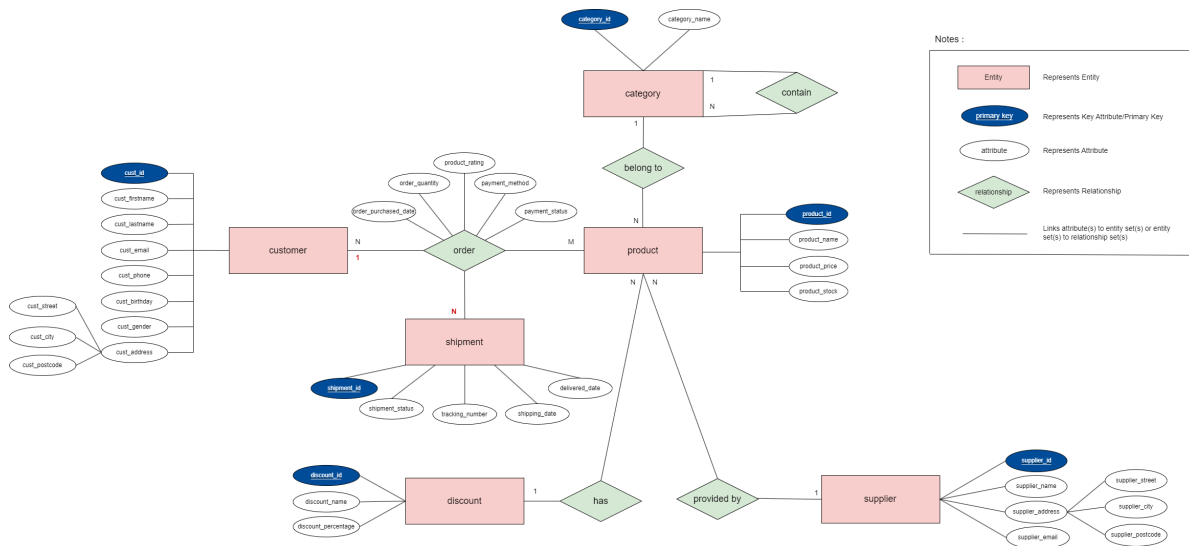 category_id
category_name
Notes :
category
1
N
contain
1
Entity
Represents Entity
primary key
Represents Key Attribute/Primary Key
attribute
Represents Attribute
relationship
Represents Relationship
Links attribute(s) to entity set(s) or entity
set(s) to relationship set(s)
belong to
N
product_rating
order_quantity
payment_method
order_purchased_date
payment_status
cust_id
cust_firstname
cust_lastname
cust_email
cust_phone
cust_birthday
cust_gender
cust_address
cust_street
cust_city
cust_postcode
customer
N
1
order
M
product
product_id
product_name
product_price
product_stock
N
N
N
shipment
shipment_id
shipment_status
tracking_number
shipping_date
delivered_date
discount_id
discount_name
discount_percentage
discount
1
has
provided by
1
supplier
supplier_id
supplier_name
supplier_address
supplier_email
supplier_street
supplier_city
supplier_postcode